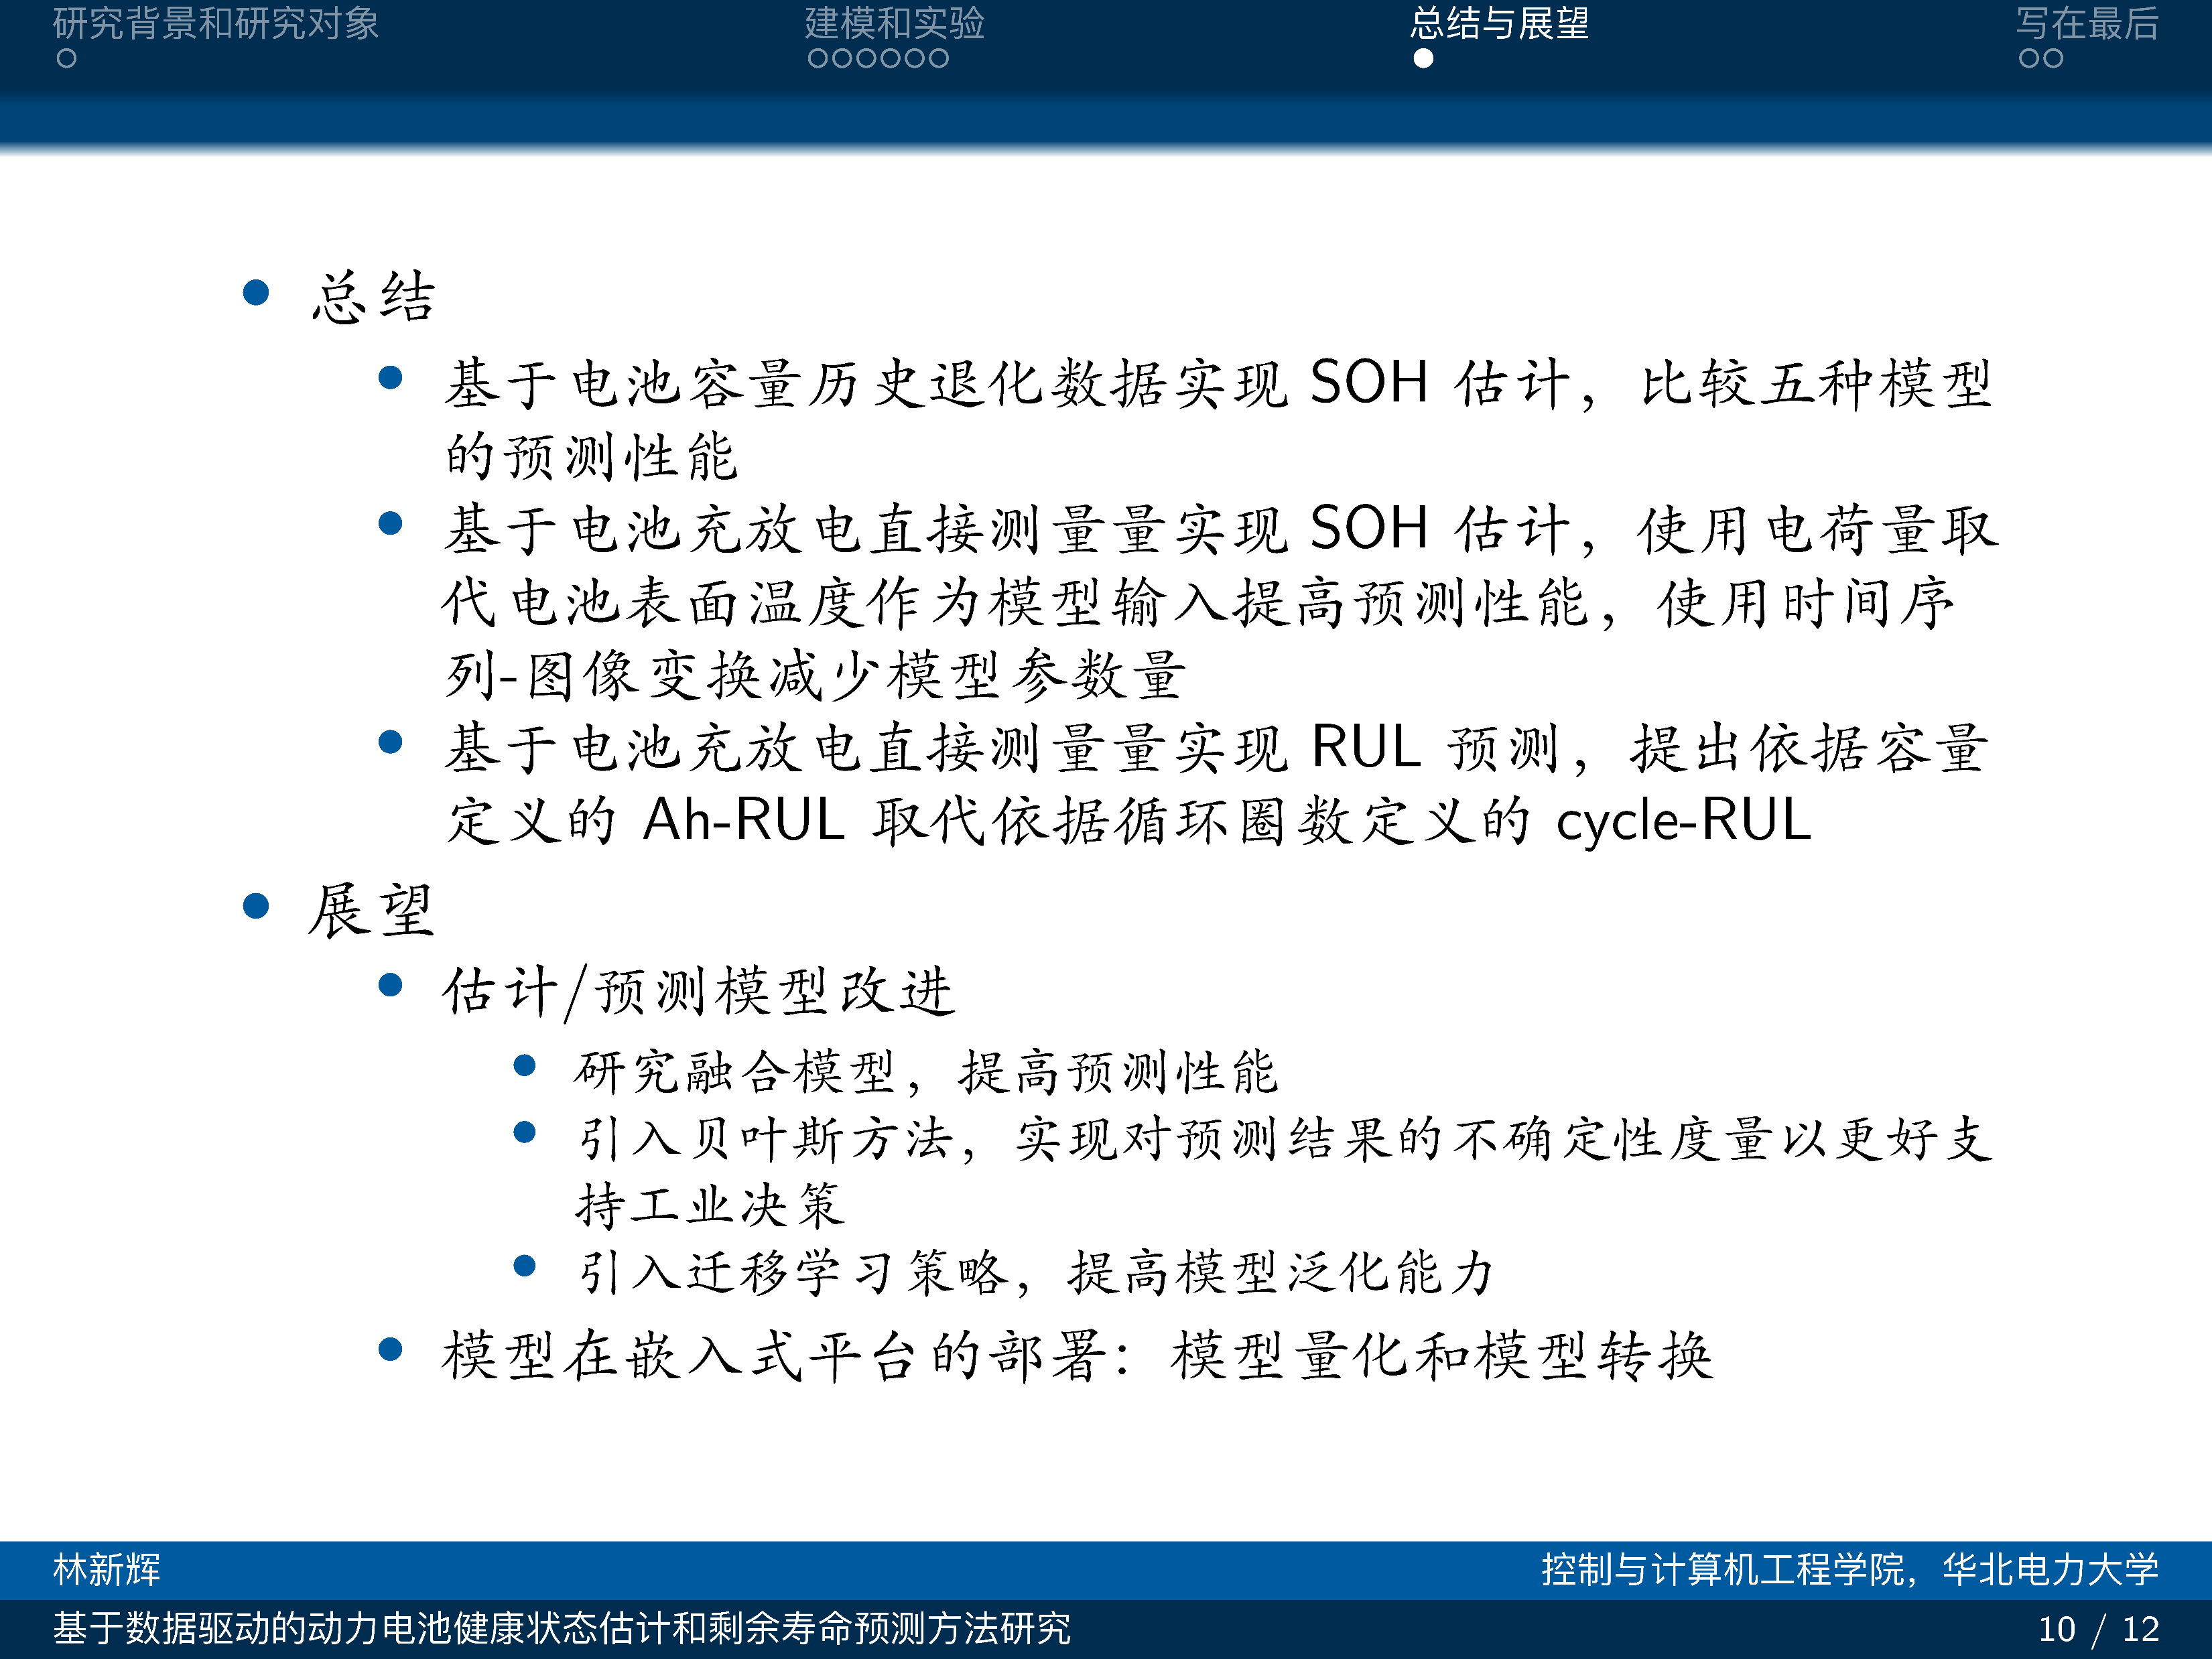 研究背景和研究对象
建模和实验
总结与展望
写在最后
总结
基于电池容量历史退化数据实现 SOH 估计，比较五种模型
的预测性能
基于电池充放电直接测量量实现 SOH 估计，使用电荷量取
代电池表面温度作为模型输入提高预测性能，使用时间序
列-图像变换减少模型参数量
基于电池充放电直接测量量实现 RUL 预测，提出依据容量
定义的 Ah-RUL 取代依据循环圈数定义的 cycle-RUL
展望
估计/预测模型改进
研究融合模型，提高预测性能
引入贝叶斯方法，实现对预测结果的不确定性度量以更好支
持工业决策
引入迁移学习策略，提高模型泛化能力
模型在嵌入式平台的部署：模型量化和模型转换
林新辉
控制与计算机工程学院，华北电力大学
基于数据驱动的动力电池健康状态估计和剩余寿命预测方法研究
10 / 12